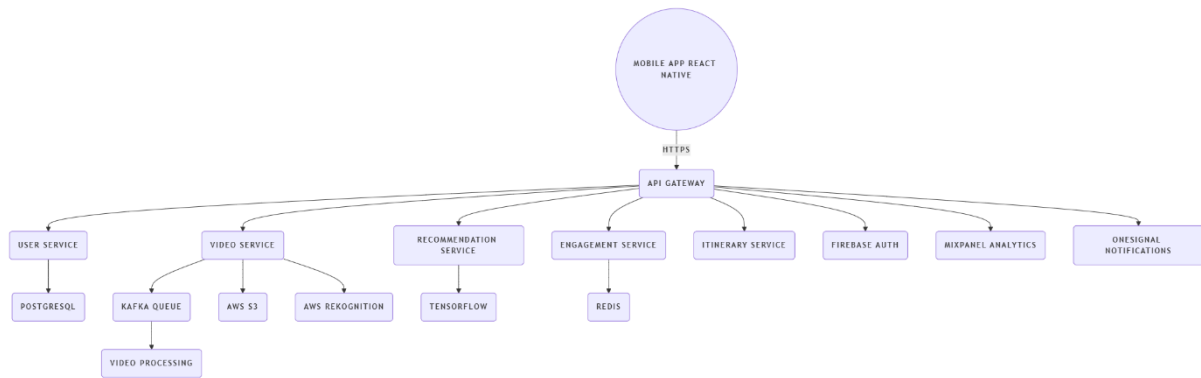 MOBILE APP REACT
NATIVE
HTTPS
API GATEWAY
USER SERVICE
VIDEO SERVICE
RECOMMENDATION
SERVICE
ENGAGEMENT SERVICE
ITINERARY SERVICE
FIREBASE AUTH
MIXPANEL ANALYTICS
ONESIGNAL
NOTIFICATIONS
POSTGRESQL
KAFKA QUEUE
AWS S3
AWS REKOGNITION
TENSORFLOW
REDIS
VIDEO PROCESSING